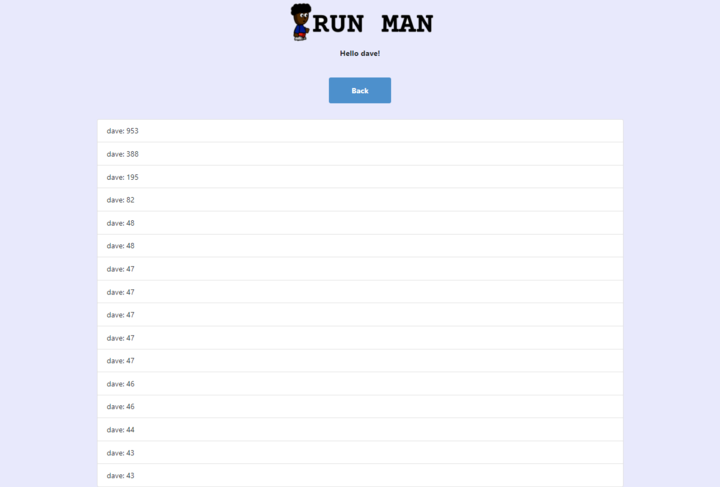 RUN MAN
Hello dave!
Back
dave: 953
dave: 388
dave: 195
dave: 82
dave: 48
dave: 48
dave: 47
dave: 47
dave: 47
dave: 47
dave: 47
dave: 46
dave: 46
dave: 44
dave: 43
dave: 43